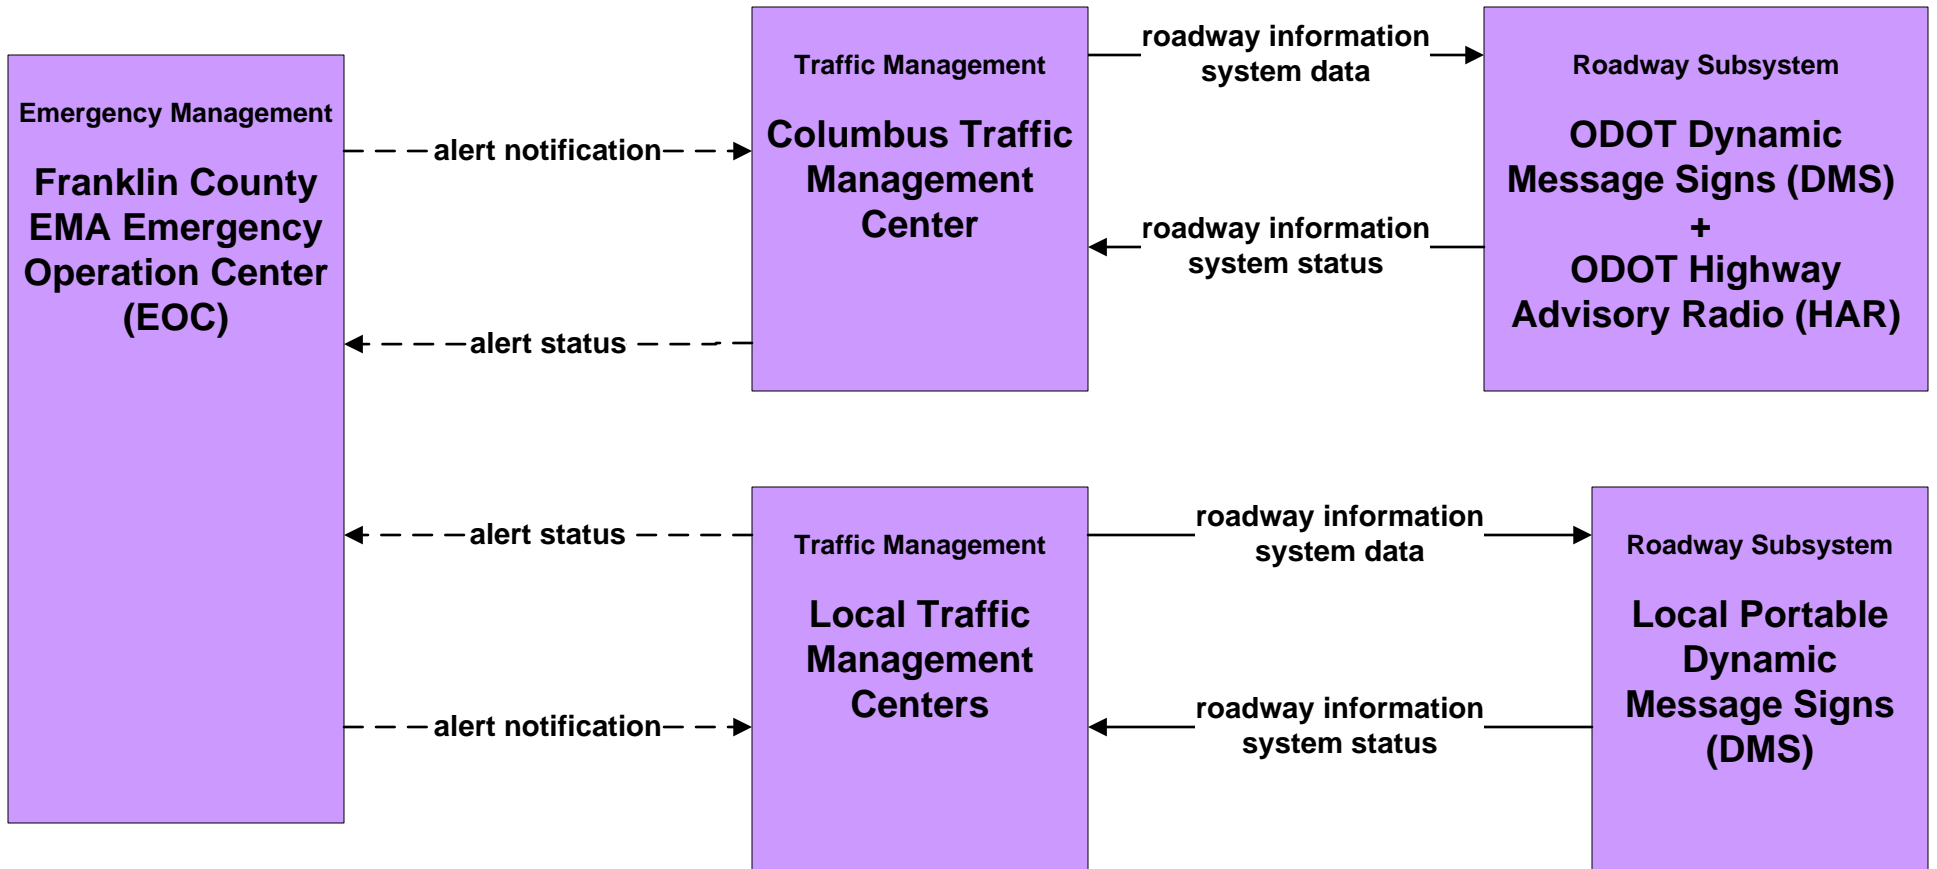 Emergency Management
Franklin County
EMA Emergency
Operation Center
(EOC)
alert notification
alert status
alert status
alert notification
Traffic Management
Columbus Traffic
Management
Center
roadway information
system data
roadway information
system status
Roadway Subsystem
ODOT Dynamic
Message Signs (DMS)
+
ODOT Highway
Advisory Radio (HAR)
Traffic Management
Local Traffic
Management
Centers
roadway information
system data
roadway information
system status
Roadway Subsystem
Local Portable
Dynamic
Message Signs
(DMS)